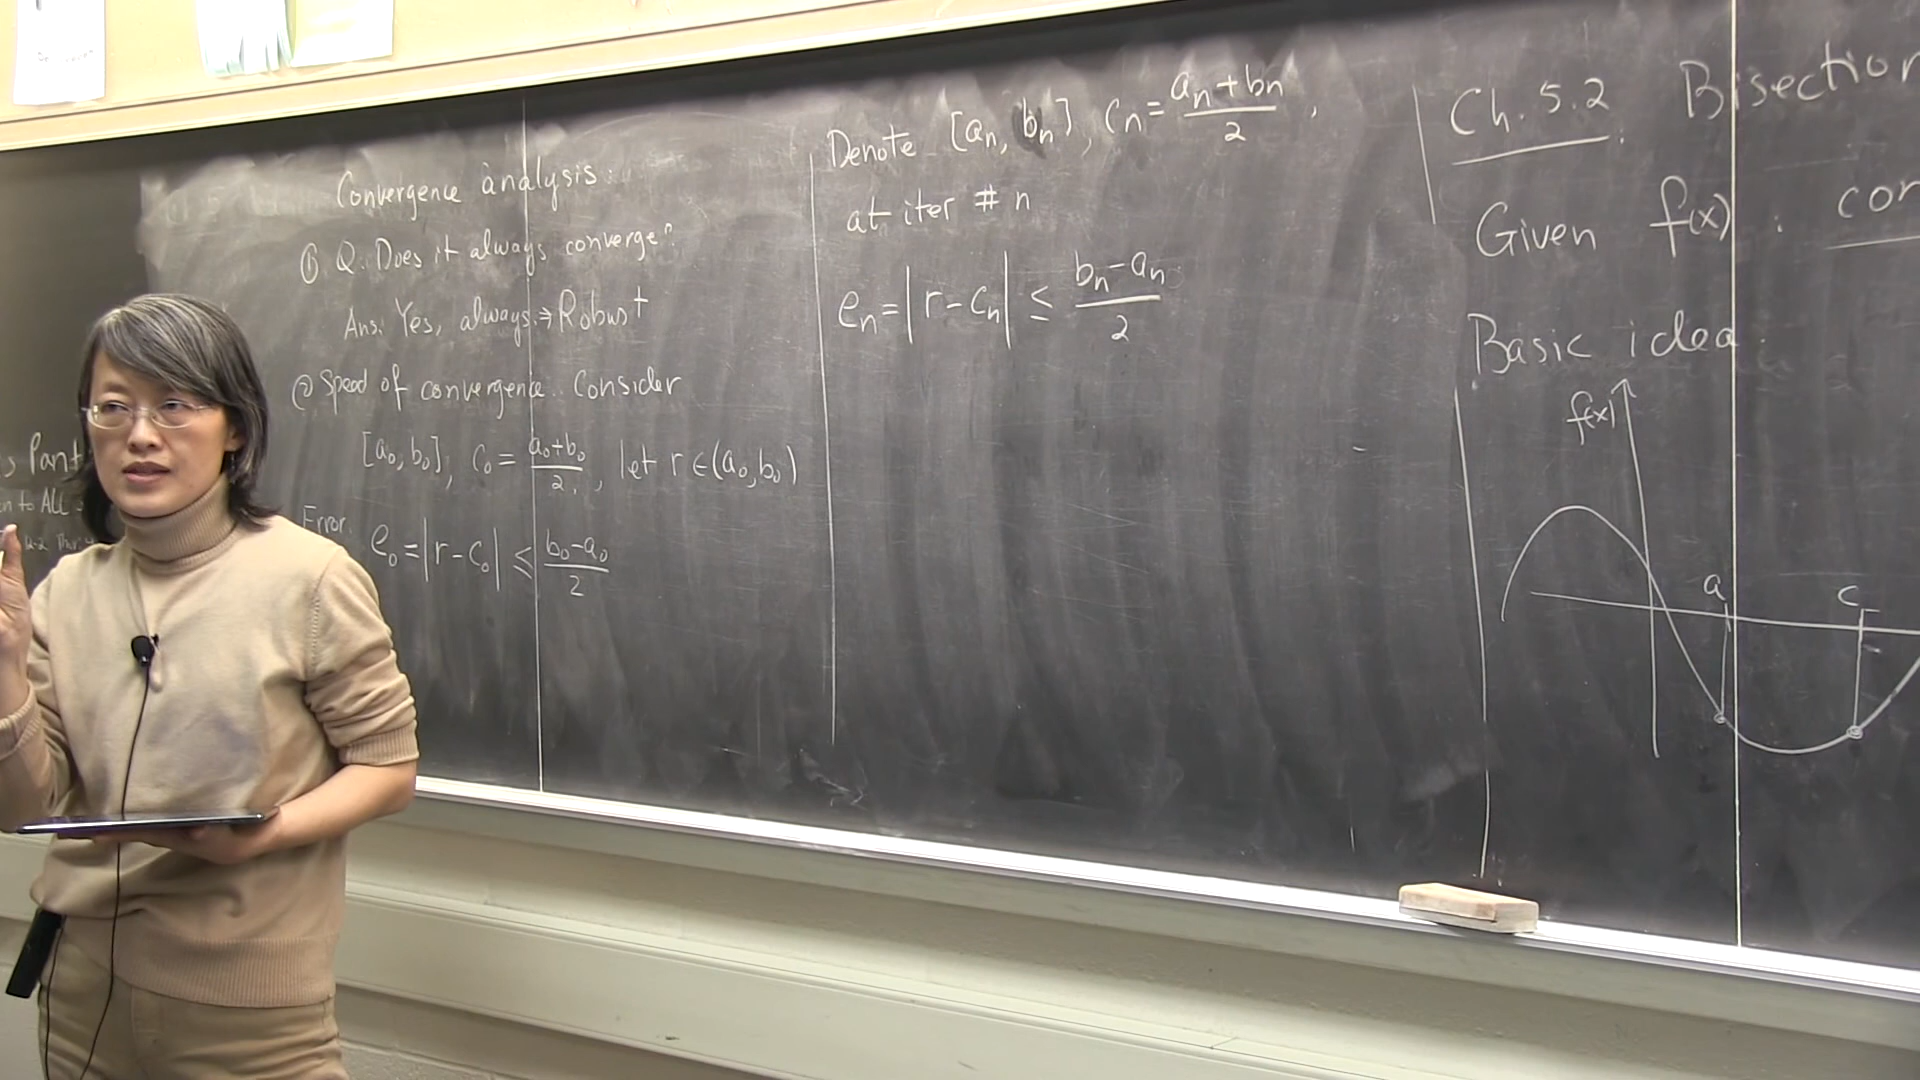 Convergence analysis:
① Q: Does it always converge?
Ans. Yes, always. ⇒ Robust
② Speed of convergence. Consider
[a₀, b₀], c₀ = (a₀+b₀)/2, let r ∈ (a₀, b₀)
Error.
e₀ = |r - c₀| ≤ (b₀-a₀)/2
Denote [aₙ, bₙ], cₙ = (aₙ+bₙ)/2,
at iter # n
eₙ = |r - cₙ| ≤ (bₙ-aₙ)/2
Ch. 5.2 Bisection
Given f(x) : con
Basic idea:
f(x)
a
c
to ALL